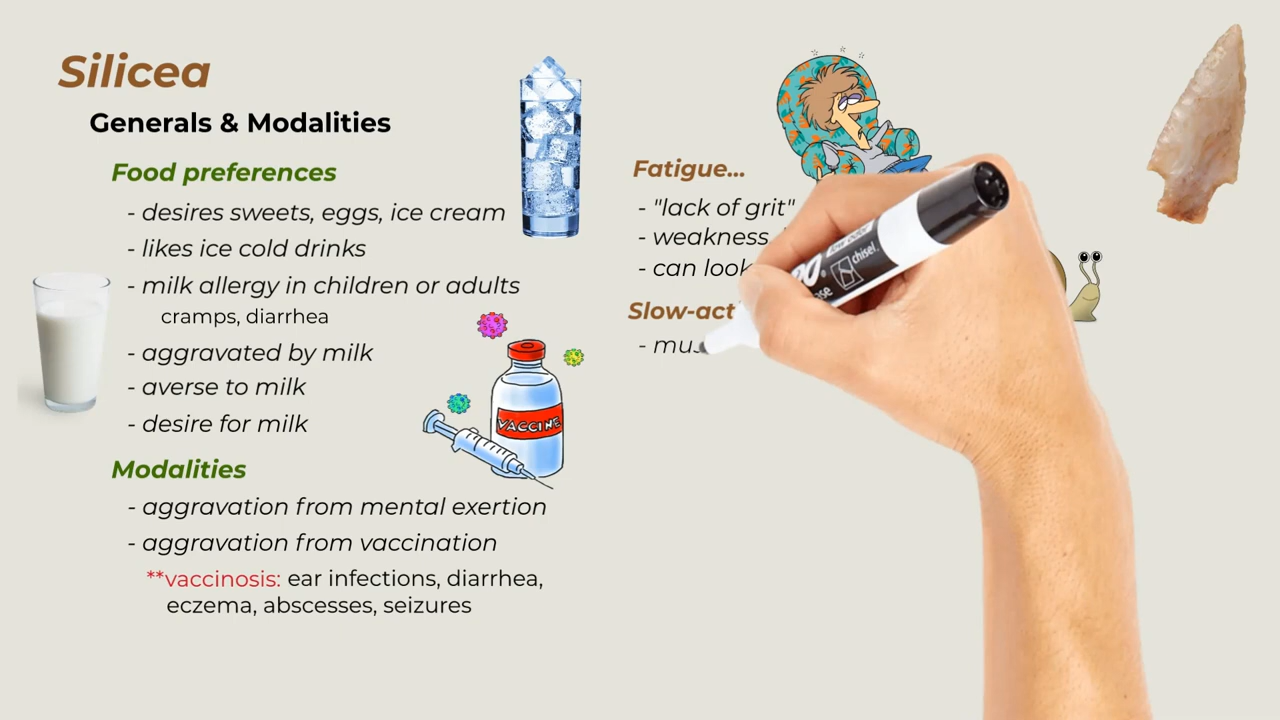 Silicea
Generals & Modalities
Food preferences
- desires sweets, eggs, ice cream
- likes ice cold drinks
- milk allergy in children or adults
cramps, diarrhea
- aggravated by milk
- averse to milk
- desire for milk
VACCINE
Modalities
- aggravation from mental exertion
- aggravation from vaccination
**vaccinosis: ear infections, diarrhea,
eczema, abscesses, seizures
Fatigue...
- "lack of grit"
- weakness
- can look
Slow-act
chisel